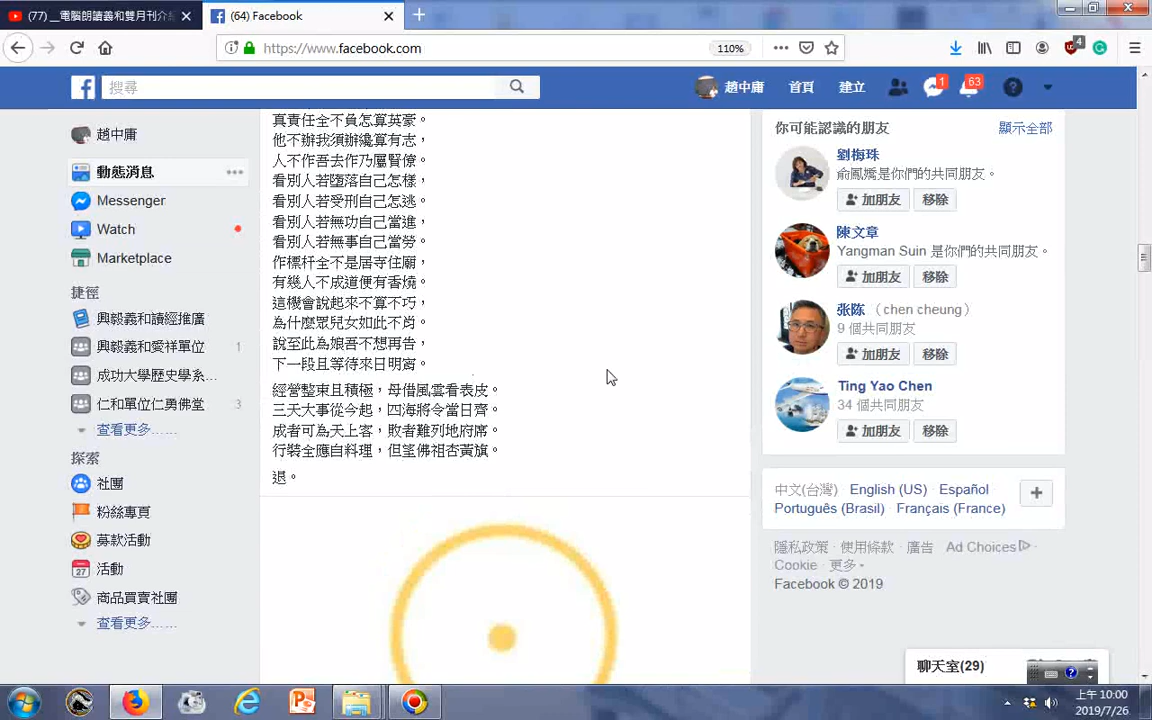 (77) __電腦朗讀義和雙月刊介紹
(64) Facebook
https://www.facebook.com
110%
4
搜尋
趙中庸
首頁
建立
1
63
趙中庸
動態消息
Messenger
Watch
Marketplace
捷徑
興毅義和讀經推廣
興毅義和愛祥單位 1
成功大學歷史學系...
仁和單位仁勇佛堂 3
查看更多……
探索
社團
粉絲專頁
募款活動
27 活動
商品買賣社團
查看更多……
真責任全不負怎算英豪。
他不辦我須辦纔算有志，
人不作吾去作乃屬賢僚。
看別人若墮落自己怎樣，
看別人若受刑自己怎逃。
看別人若無功自己當進，
看別人若無事自己當勞。
作標杆全不是居寺住廟，
有幾人不成道便有香燒。
這機會說起來不算不巧，
為什麼眾兒女如此不肖。
說至此為娘吾不想再告，
下一段且等待來日明宵。
經營整束且積極，母借風雲看表皮。
三天大事從今起，四海將令當日齊。
成者可為天上客，敗者難列地府席。
行裝全應自料理，但望佛祖杏黃旗。
退。
你可能認識的朋友
顯示全部
劉梅珠
俞鳳嬌是你們的共同朋友。
加朋友 移除
陳文章
Yangman Suin 是你們的共同朋友。
加朋友 移除
张陈 （chen cheung）
9 個共同朋友
加朋友 移除
Ting Yao Chen
34 個共同朋友
加朋友 移除
中文(台灣) · English (US) · Español ·
Português (Brasil) · Français (France)
隱私政策 · 使用條款 · 廣告 · Ad Choices ·
Cookie · 更多
Facebook © 2019
聊天室(29)
上午 10:00
2019/7/26